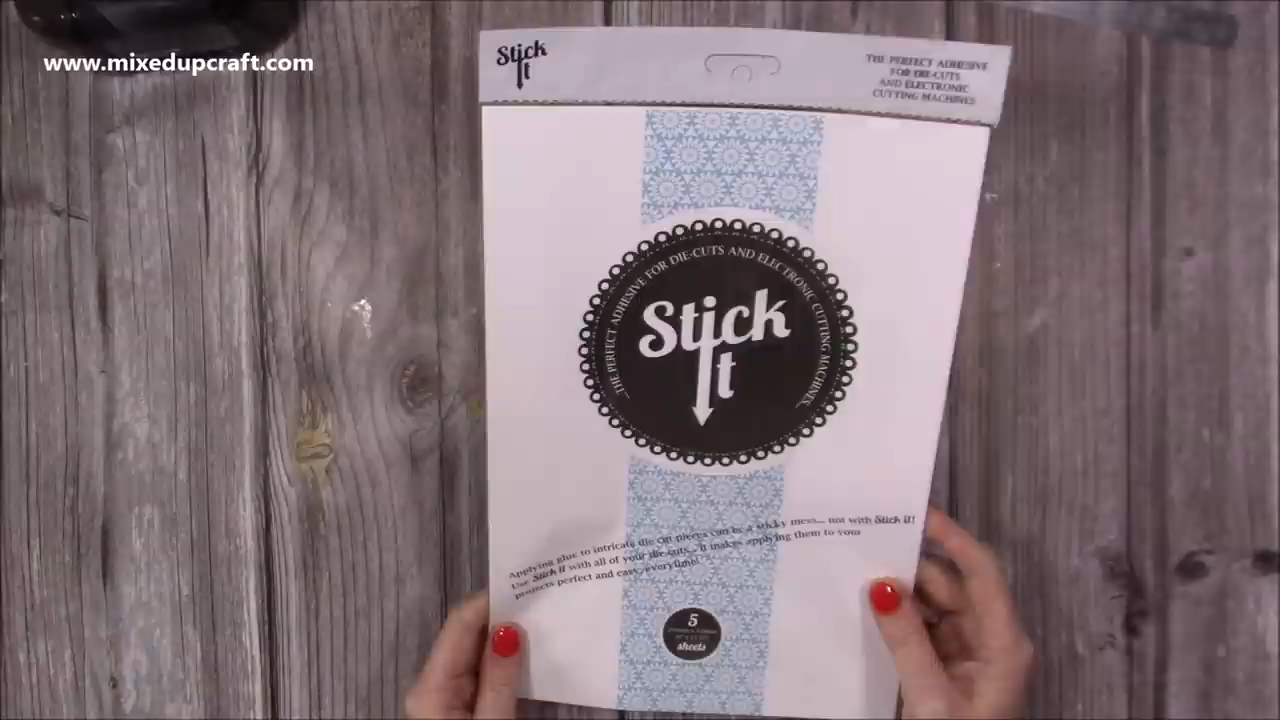 www.mixedupcraft.com
Stick
It
THE PERFECT ADHESIVE
FOR DIE-CUTS
AND ELECTRONIC
CUTTING MACHINES
...THE PERFECT ADHESIVE FOR DIE-CUTS AND ELECTRONIC CUTTING MACHINES...
Stick
It
Applying glue to intricate die cut pieces can be a sticky mess... not with Stick it!
Use Stick it with all of your die-cuts... it makes applying them to your
projects perfect and easy, everytime!
5
sheets